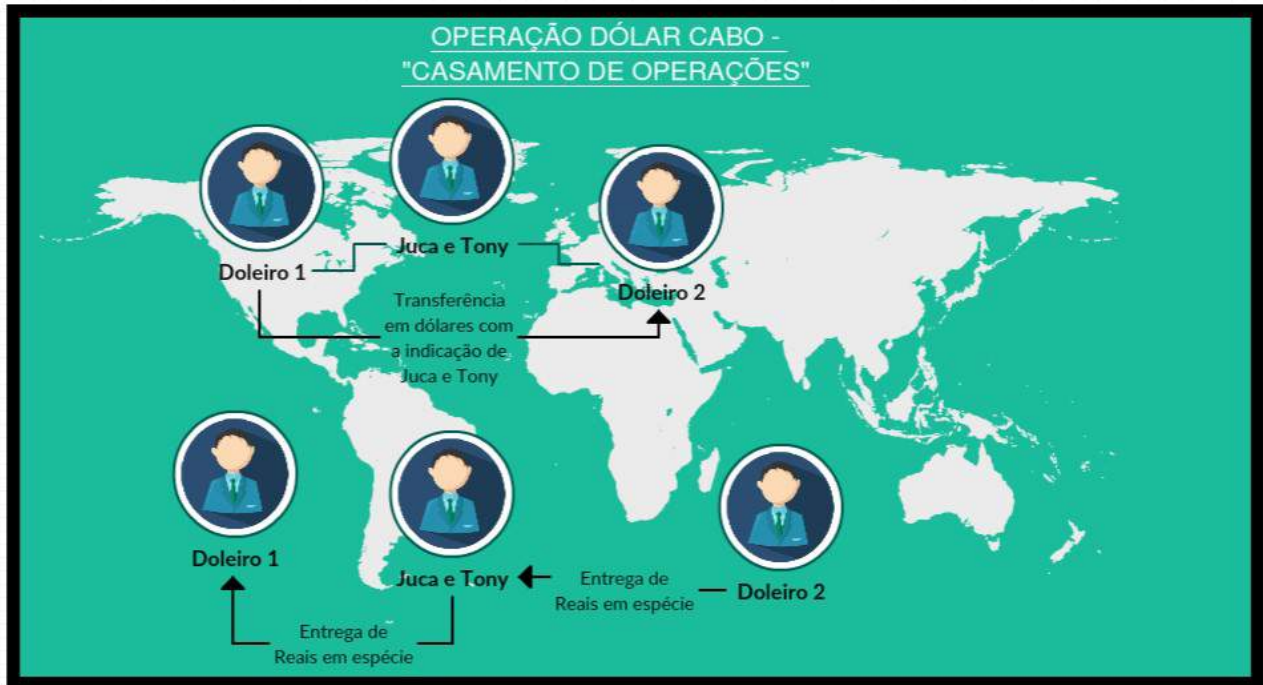 OPERAÇÃO DÓLAR CABO -
"CASAMENTO DE OPERAÇÕES"
Juca e Tony
Doleiro 1
Doleiro 2
Transferência
em dólares com
a indicação de
Juca e Tony
Doleiro 1
Juca e Tony
Entrega de
Reais em espécie
Doleiro 2
Entrega de
Reais em espécie